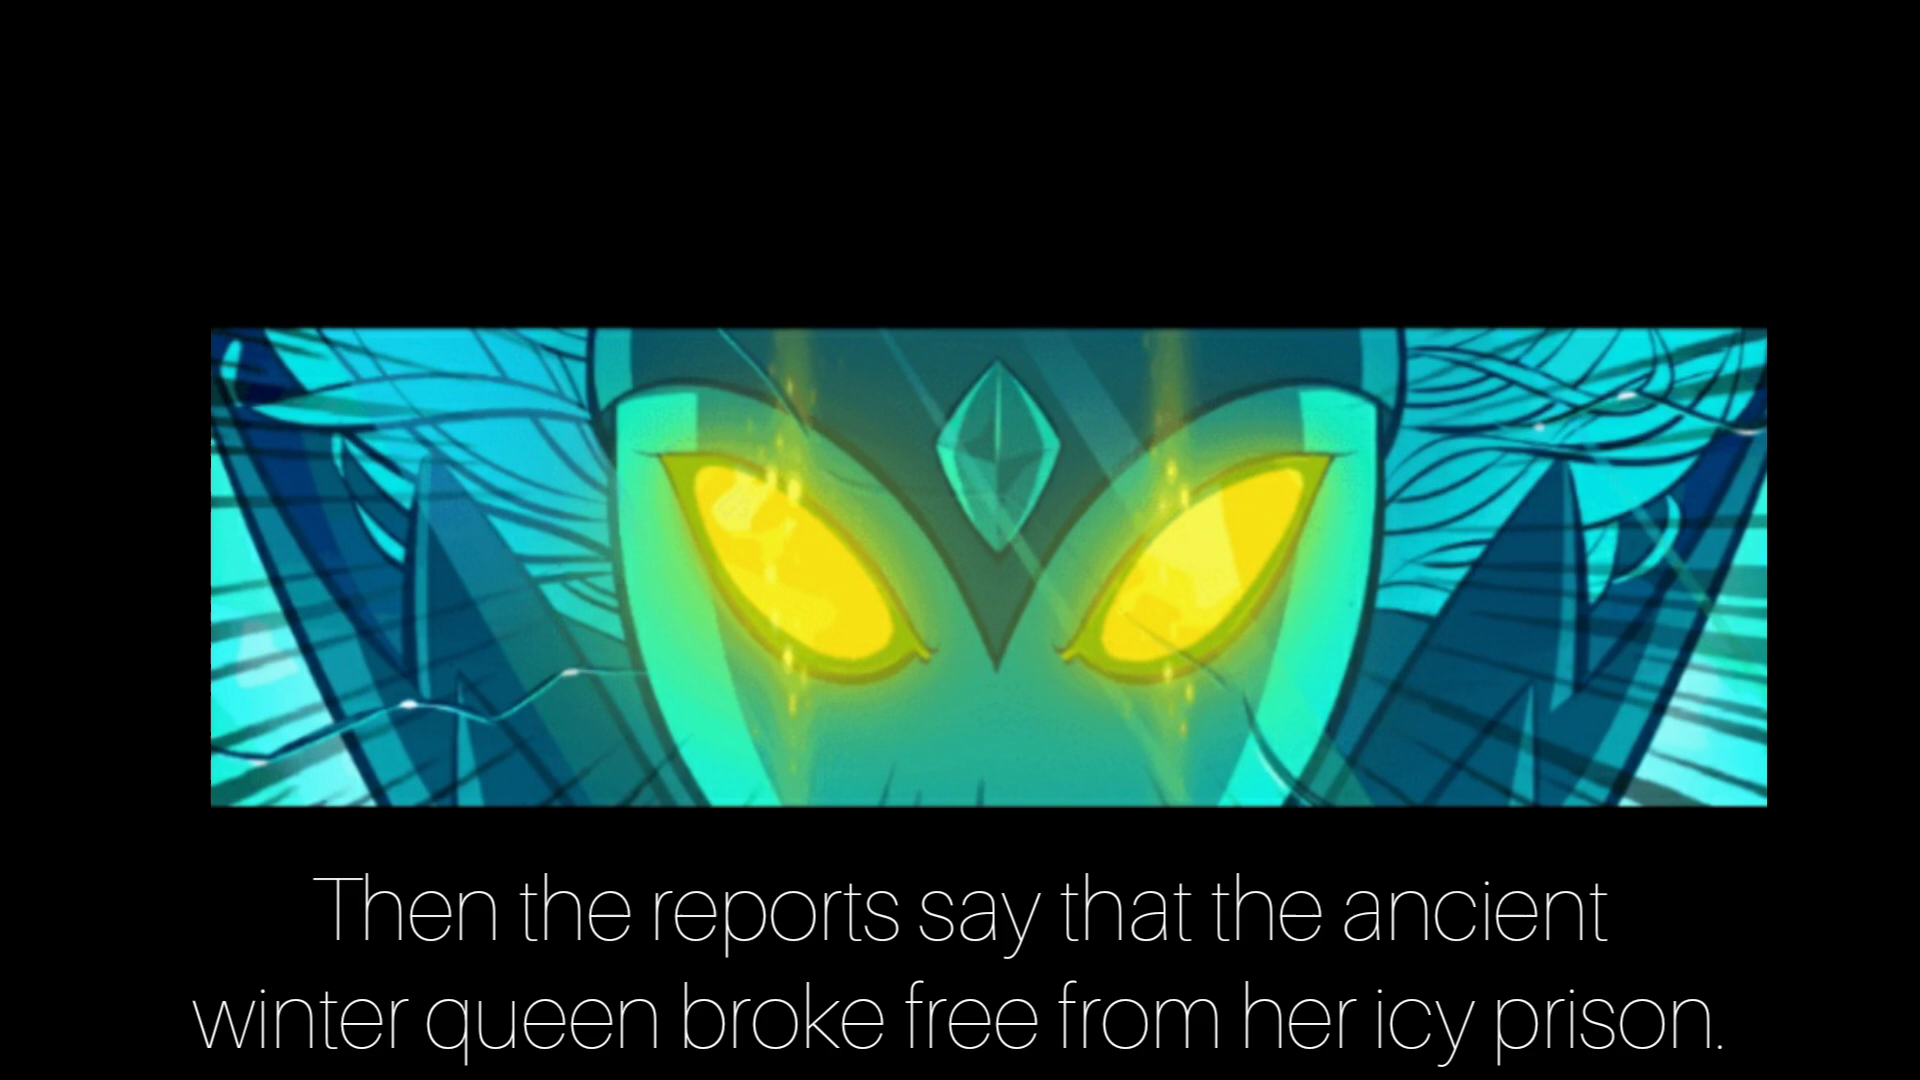 Then the reports say that the ancient
winter queen broke free from her icy prison.